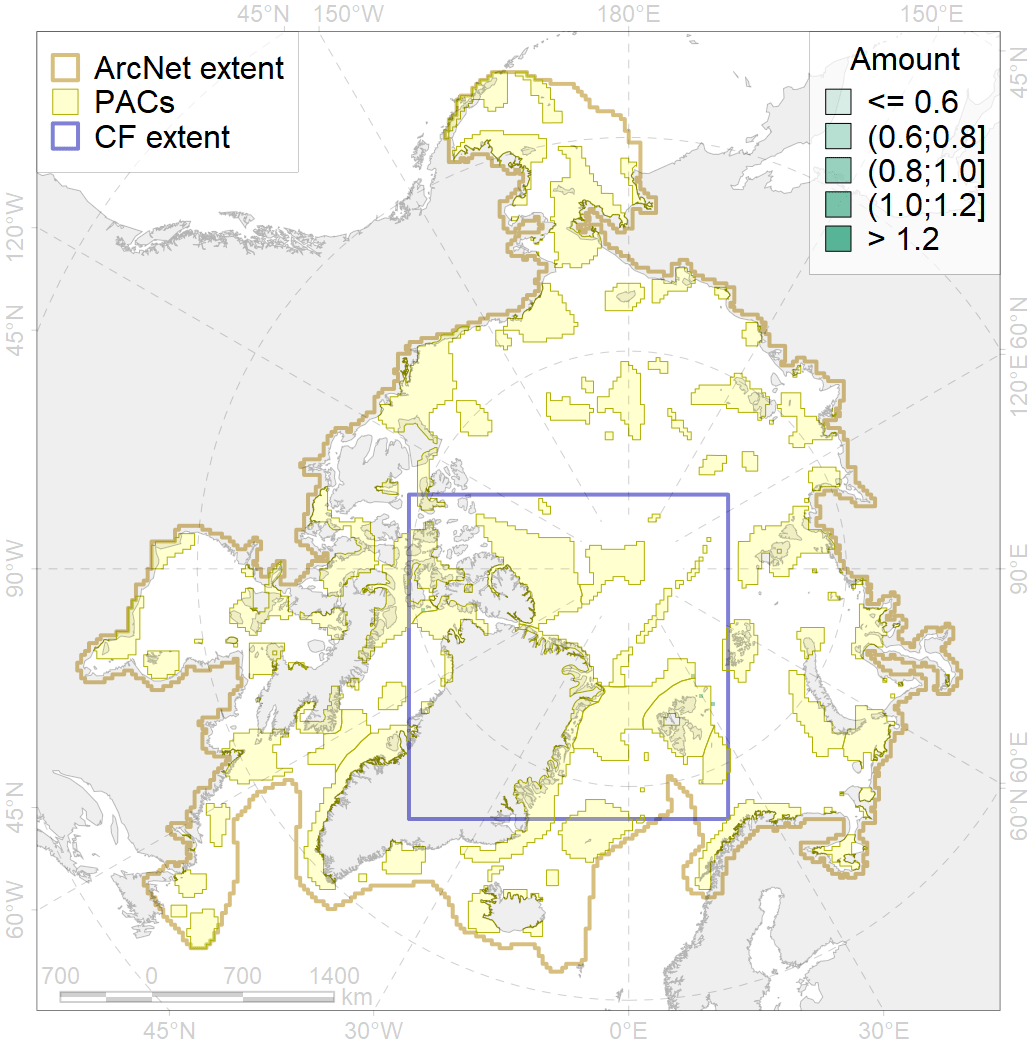 45°N 150°W 180°E 150°E
ArcNet extent
PACs
CF extent
Amount
<= 0.6
(0.6;0.8]
(0.8;1.0]
(1.0;1.2]
> 1.2
45°N
120°W
45°N
90°W
45°N
60°W
60°N
120°E
90°E
60°E
60°N
700 0 700 1400
km
45°N 30°W 0°E 30°E